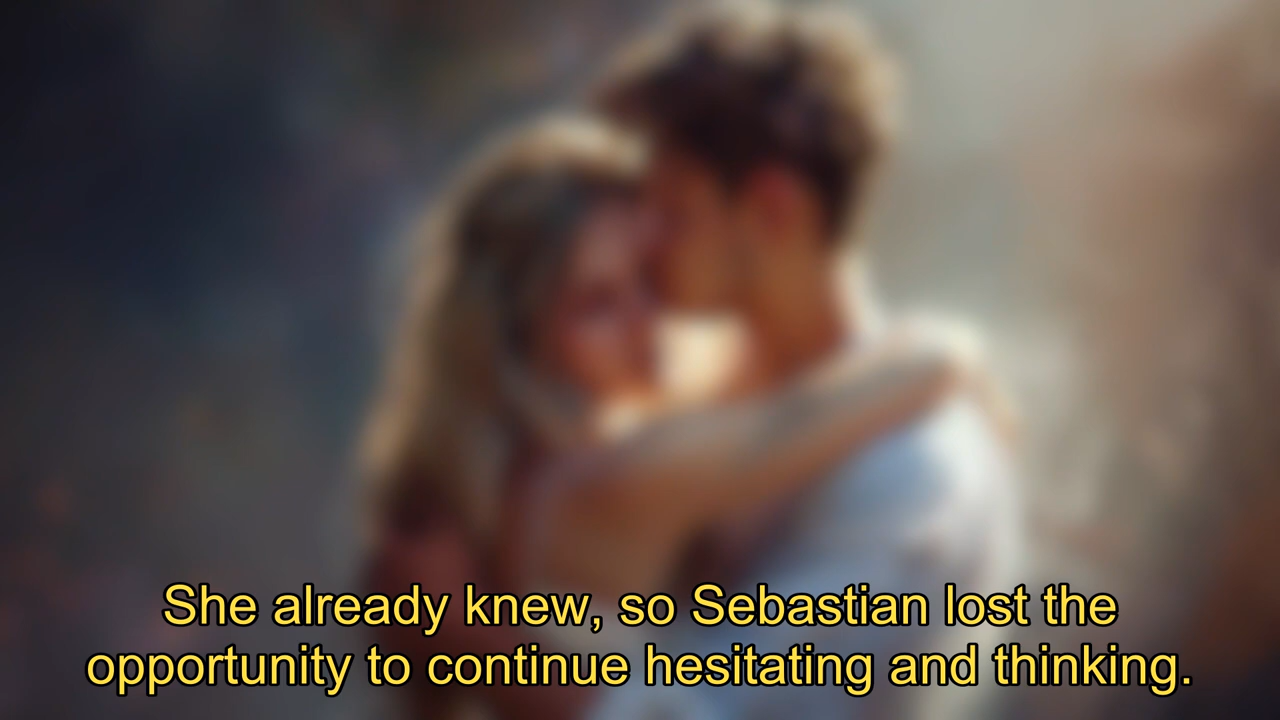 She already knew, so Sebastian lost the
opportunity to continue hesitating and thinking.